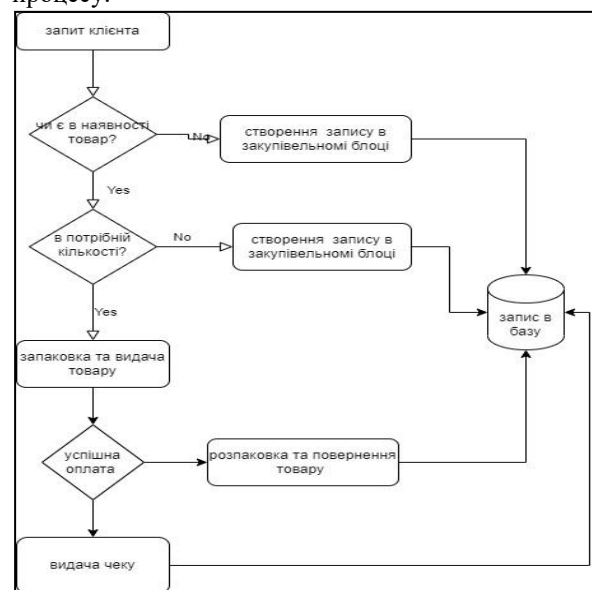 процесу.
запит клієнта
чи є в наявності
товар?
No
створення запису в
закупівельномі блоці
Yes
в потрібній
кількості?
No
створення запису в
закупівельномі блоці
запис в
базу
Yes
запаковка та видача
товару
успішна
оплата
розпаковка та повернення
товару
видача чеку